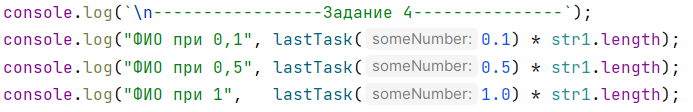 console.log(`\n-----------------Задание 4---------------`);
console.log("ФИО при 0,1", lastTask( someNumber: 0.1) * str1.length);
console.log("ФИО при 0,5", lastTask( someNumber: 0.5) * str1.length);
console.log("ФИО при 1",   lastTask( someNumber: 1.0) * str1.length);